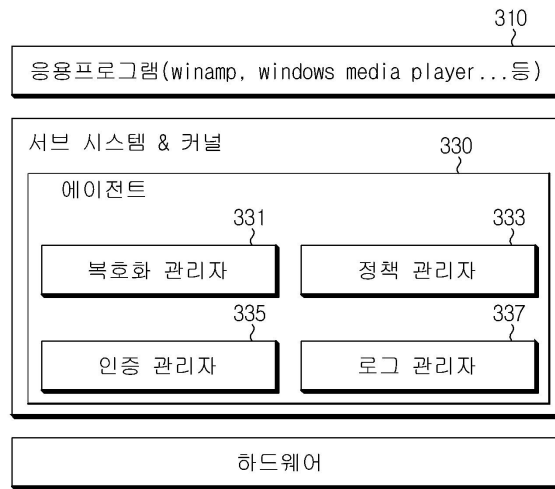 310
응용프로그램(winamp, windows media player...등)
서브 시스템 & 커널
330
에이전트
331
333
복호화 관리자
정책 관리자
335
337
인증 관리자
로그 관리자
하드웨어